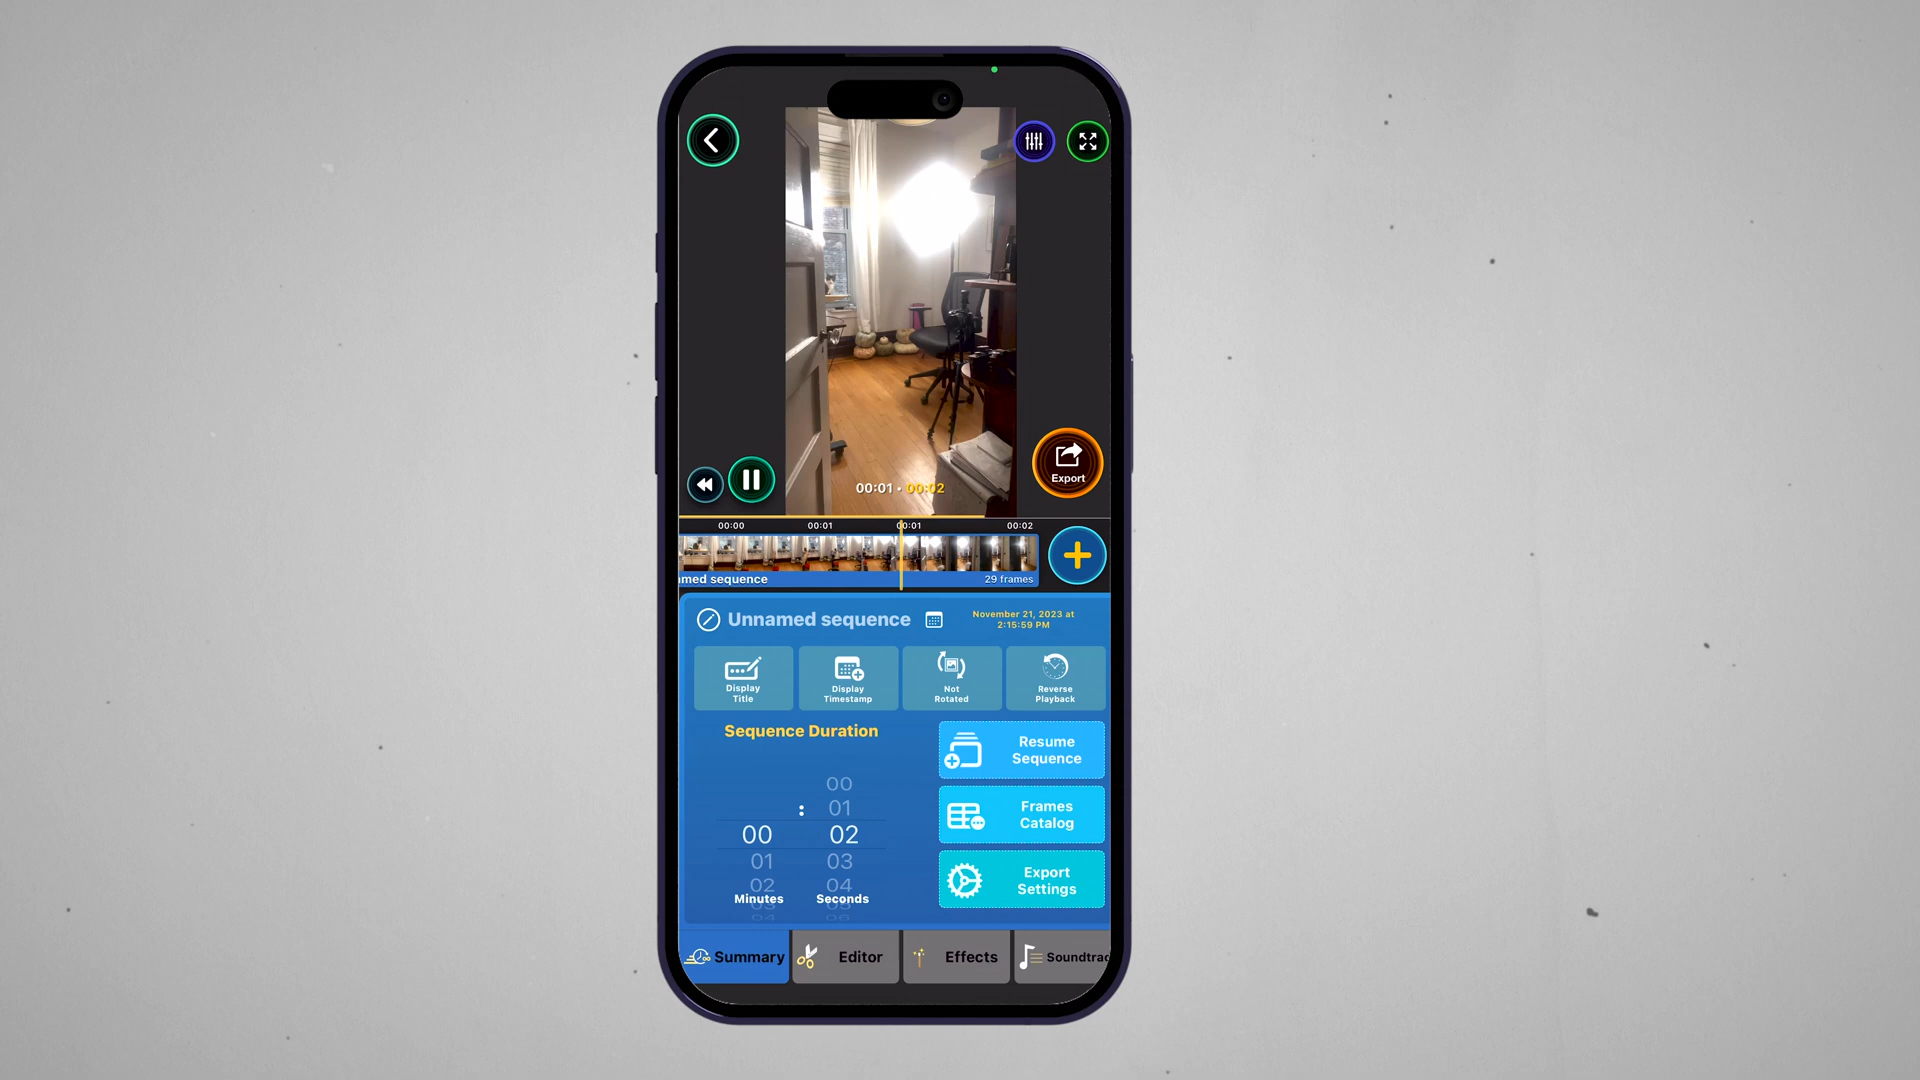 Export
00:01 • 00:02
00:00 00:01 00:01 00:02
med sequence 29 frames
Unnamed sequence
November 21, 2023 at
2:15:59 PM
Display
Title
Display
Timestamp
Not
Rotated
Reverse
Playback
Sequence Duration
Resume
Sequence
00
: 01
00 02
Frames
Catalog
01 03
02 04
Minutes Seconds
Export
Settings
Summary Editor Effects Soundtrac